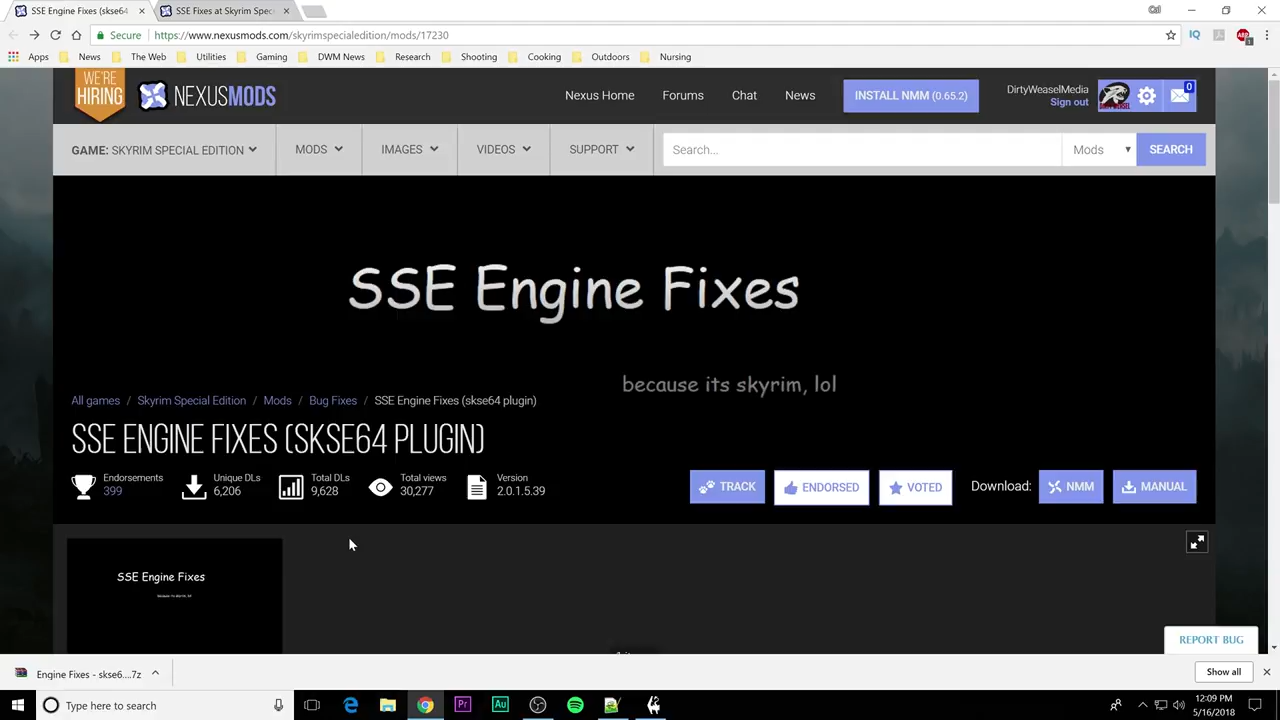 SSE Engine Fixes (skse64
SSE Fixes at Skyrim Spec
Secure
https://www.nexusmods.com/skyrimspecialedition/mods/17230
Apps
News
The Web
Utilities
Gaming
DWM News
Research
Shooting
Cooking
Outdoors
Nursing
WE'RE
HIRING
NEXUSMODS
Nexus Home
Forums
Chat
News
INSTALL NMM (0.65.2)
DirtyWeaselMedia
Sign out
0
GAME: SKYRIM SPECIAL EDITION
MODS
IMAGES
VIDEOS
SUPPORT
Search...
Mods
SEARCH
SSE Engine Fixes
because its skyrim, lol
All games / Skyrim Special Edition / Mods / Bug Fixes / SSE Engine Fixes (skse64 plugin)
SSE ENGINE FIXES (SKSE64 PLUGIN)
Endorsements
399
Unique DLs
6,206
Total DLs
9,628
Total views
30,277
Version
2.0.1.5.39
TRACK
ENDORSED
VOTED
Download:
NMM
MANUAL
SSE Engine Fixes
because its skyrim, lol
REPORT BUG
Engine Fixes - skse6....7z
Show all
Type here to search
12:09 PM
5/16/2018